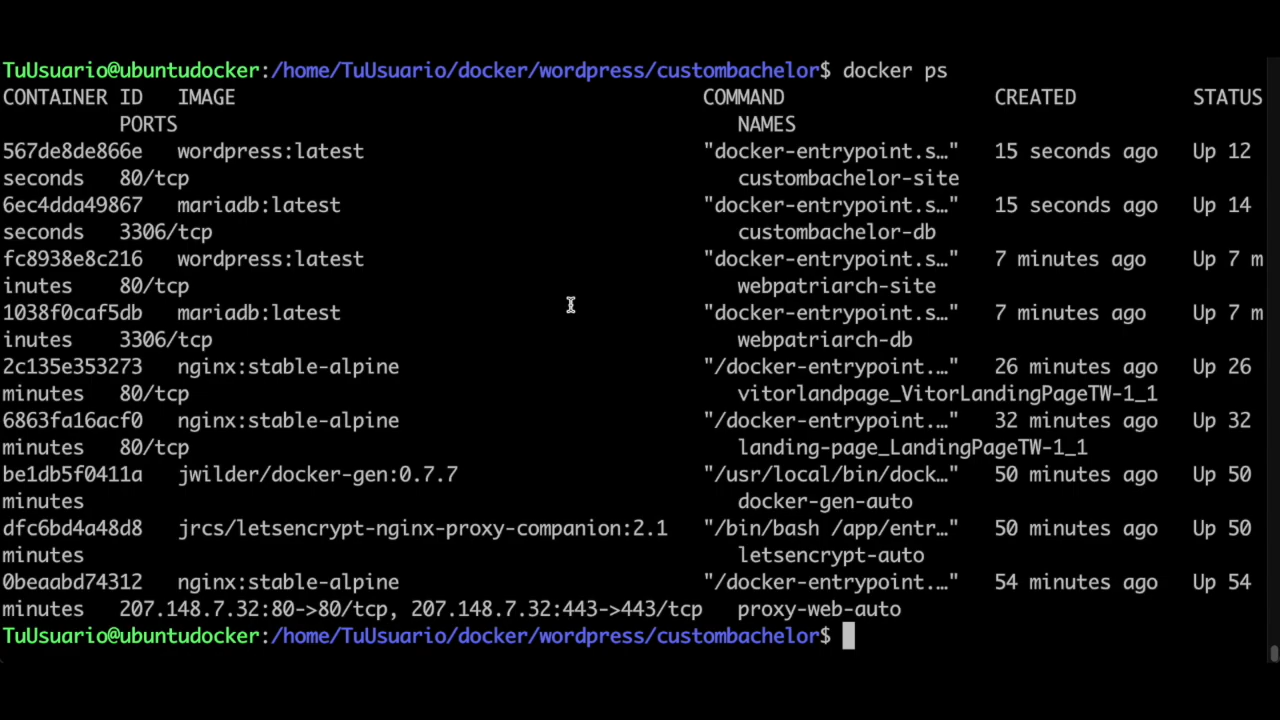 TuUsuario@ubuntudocker:/home/TuUsuario/docker/wordpress/custombachelor$ docker ps
CONTAINER ID   IMAGE                                        COMMAND                  CREATED          STATUS
          PORTS                                                NAMES
567de8de866e   wordpress:latest                             "docker-entrypoint.s…"   15 seconds ago   Up 12
seconds   80/tcp                                               custombachelor-site
6ec4dda49867   mariadb:latest                               "docker-entrypoint.s…"   15 seconds ago   Up 14
seconds   3306/tcp                                             custombachelor-db
fc8938e8c216   wordpress:latest                             "docker-entrypoint.s…"   7 minutes ago    Up 7 m
inutes    80/tcp                                               webpatriarch-site
1038f0caf5db   mariadb:latest                               "docker-entrypoint.s…"   7 minutes ago    Up 7 m
inutes    3306/tcp                                             webpatriarch-db
2c135e353273   nginx:stable-alpine                          "/docker-entrypoint.…"   26 minutes ago   Up 26
minutes   80/tcp                                               vitorlandpage_VitorLandingPageTW-1_1
6863fa16acf0   nginx:stable-alpine                          "/docker-entrypoint.…"   32 minutes ago   Up 32
minutes   80/tcp                                               landing-page_LandingPageTW-1_1
be1db5f0411a   jwilder/docker-gen:0.7.7                     "/usr/local/bin/dock…"   50 minutes ago   Up 50
minutes                                                        docker-gen-auto
dfc6bd4a48d8   jrcs/letsencrypt-nginx-proxy-companion:2.1   "/bin/bash /app/entr…"   50 minutes ago   Up 50
minutes                                                        letsencrypt-auto
0beaabd74312   nginx:stable-alpine                          "/docker-entrypoint.…"   54 minutes ago   Up 54
minutes   207.148.7.32:80->80/tcp, 207.148.7.32:443->443/tcp   proxy-web-auto
TuUsuario@ubuntudocker:/home/TuUsuario/docker/wordpress/custombachelor$